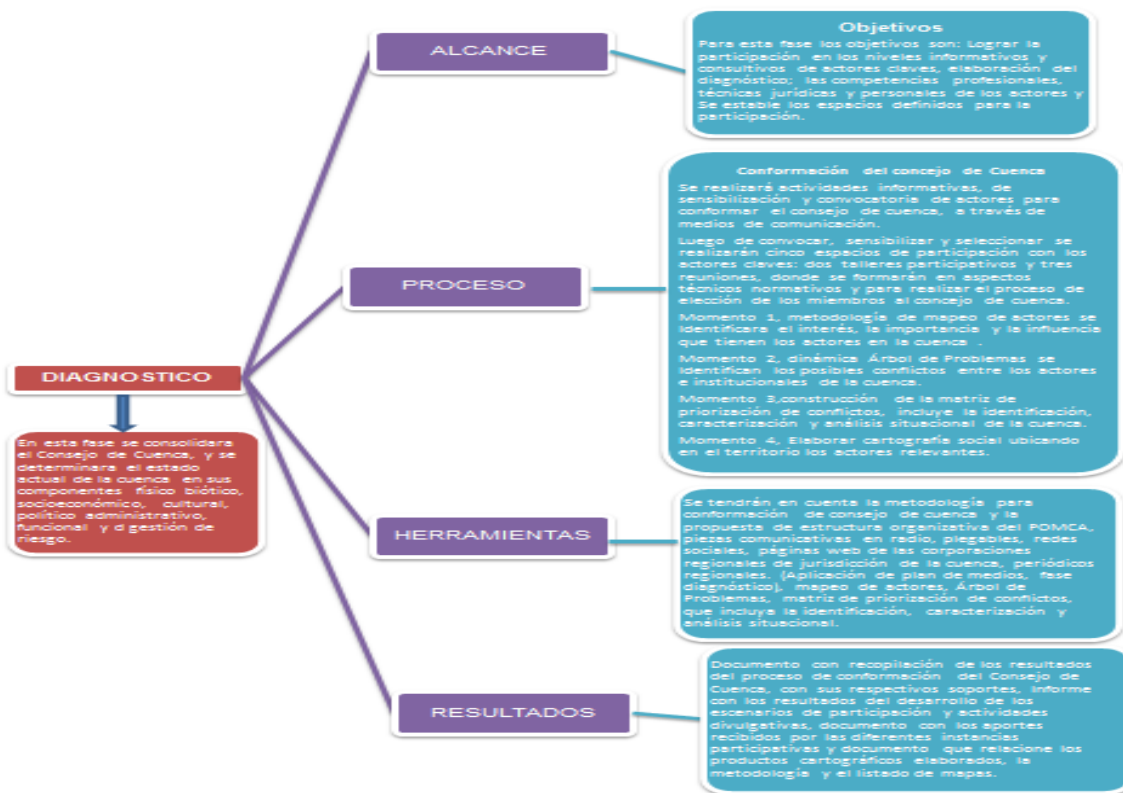 DIAGNOSTICO
En esta fase se consolidara
el Consejo de Cuenca, y se
determinara el estado
actual de la cuenca en sus
componentes físico biótico,
socioeconómico, cultural,
político administrativo,
funcional y d gestión de
riesgo.
ALCANCE
Objetivos
Para esta fase los objetivos son: Lograr la
participación en los niveles informativos y
consultivos de actores claves, elaboración del
diagnóstico; las competencias profesionales,
técnicas jurídicas y personales de los actores y
Se estable los espacios definidos para la
participación.
PROCESO
Conformación del concejo de Cuenca
Se realizará actividades informativas, de
sensibilización y convocatoria de actores para
conformar el consejo de cuenca, a través de
medios de comunicación.
Luego de convocar, sensibilizar y seleccionar se
realizarán cinco espacios de participación con los
actores claves: dos talleres participativos y tres
reuniones, donde se formarán en aspectos
técnicos normativos y para realizar el proceso de
elección de los miembros al concejo de cuenca.
Momento 1, metodología de mapeo de actores se
identificara el interés, la importancia y la influencia
que tienen los actores en la cuenca .
Momento 2, dinámica Árbol de Problemas se
identifican los posibles conflictos entre los actores
e institucionales de la cuenca.
Momento 3,construcción de la matriz de
priorización de conflictos, incluye la identificación,
caracterización y análisis situacional de la cuenca.
Momento 4, Elaborar cartografía social ubicando
en el territorio los actores relevantes.
HERRAMIENTAS
Se tendrán en cuenta la metodología para
conformación de consejo de cuenca y la
propuesta de estructura organizativa del POMCA,
piezas comunicativas en radio, plegables, redes
sociales, páginas web de las corporaciones
regionales de jurisdicción de la cuenca, periódicos
regionales. (Aplicación de plan de medios, fase
diagnóstico), mapeo de actores, Árbol de
Problemas, matriz de priorización de conflictos,
que incluya la identificación, caracterización y
análisis situacional.
RESULTADOS
Documento con recopilación de los resultados
del proceso de conformación del Consejo de
Cuenca, con sus respectivos soportes, Informe
con los resultados del desarrollo de los
escenarios de participación y actividades
divulgativas, documento con los aportes
recibidos por las diferentes instancias
participativas y documento que relacione los
productos cartográficos elaborados, la
metodología y el listado de mapas.